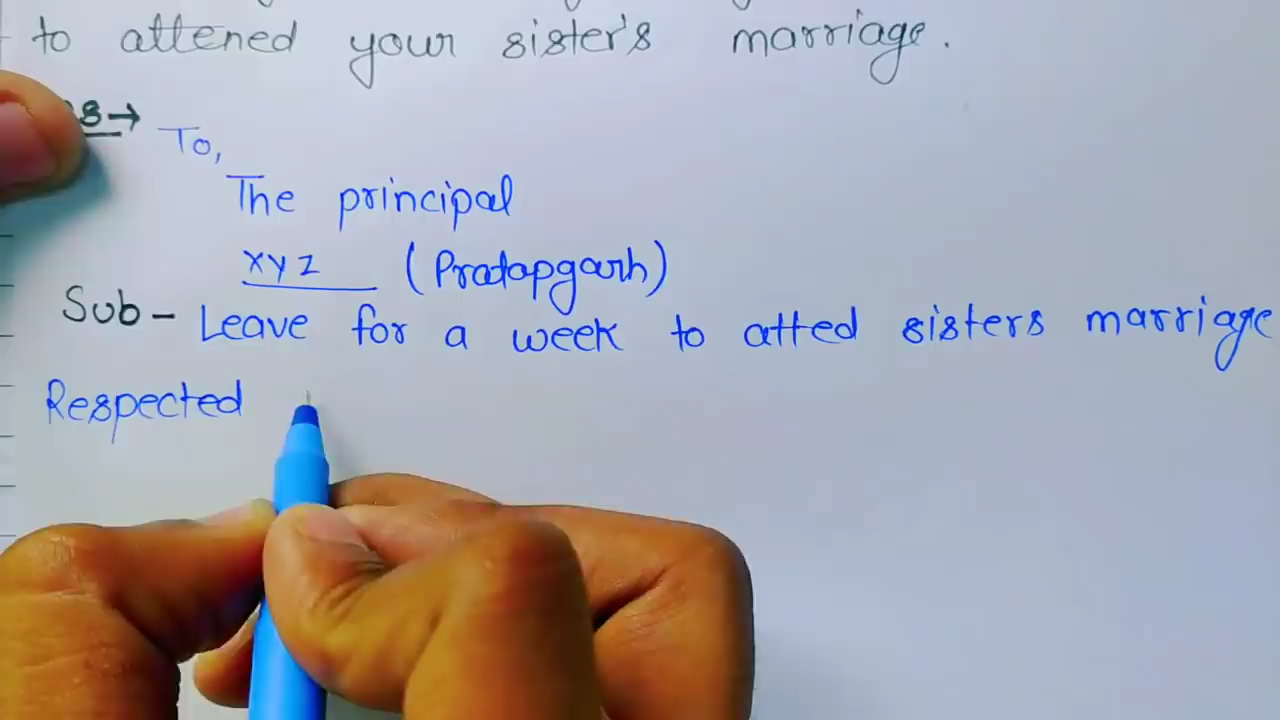 to attened your sister's marriage.
To,
The principal
xyz (Pratapgarh)
Sub- Leave for a week to atted sisters marriage
Respected